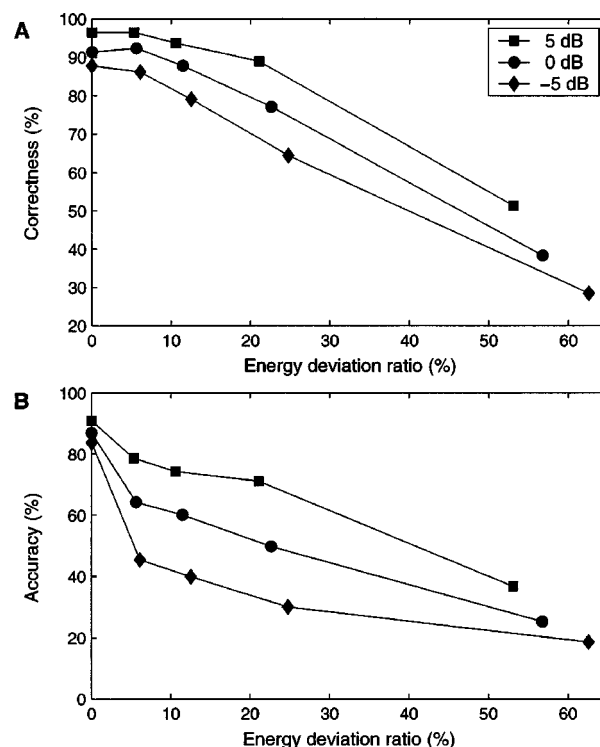 A
100
90
80
70
60
50
40
30
20
Correctness (%)
5 dB
0 dB
−5 dB
0 10 20 30 40 50 60
Energy deviation ratio (%)
B
100
80
60
40
20
0
Accuracy (%)
0 10 20 30 40 50 60
Energy deviation ratio (%)